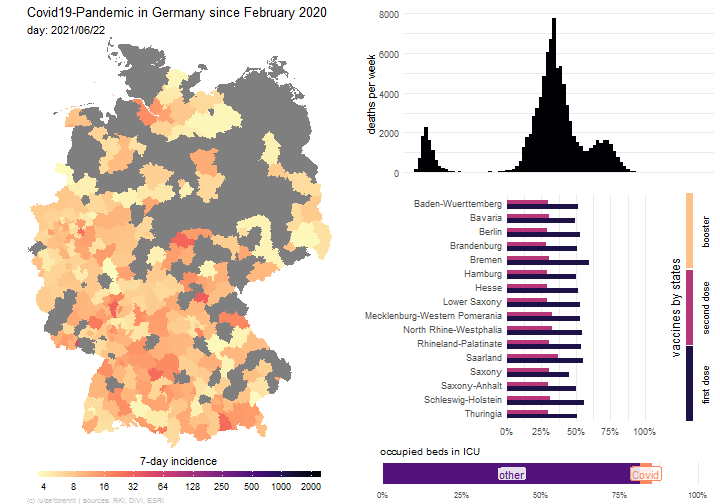 Covid19-Pandemic in Germany since February 2020
day: 2021/06/22
7-day incidence
4 8 16 32 64 125 250 500 1000 2000
(c) /u/zeitbrennt | sources: RKI, DIVI, ESRI
deaths per week
8000
6000
4000
2000
0
Baden-Wuerttemberg
Bavaria
Berlin
Brandenburg
Bremen
Hamburg
Hesse
Lower Saxony
Mecklenburg-Western Pomerania
North Rhine-Westphalia
Rhineland-Palatinate
Saarland
Saxony
Saxony-Anhalt
Schleswig-Holstein
Thuringia
0% 25% 50% 75% 100%
vaccines by states
booster
second dose
first dose
occupied beds in ICU
other
Covid
0% 25% 50% 75% 100%